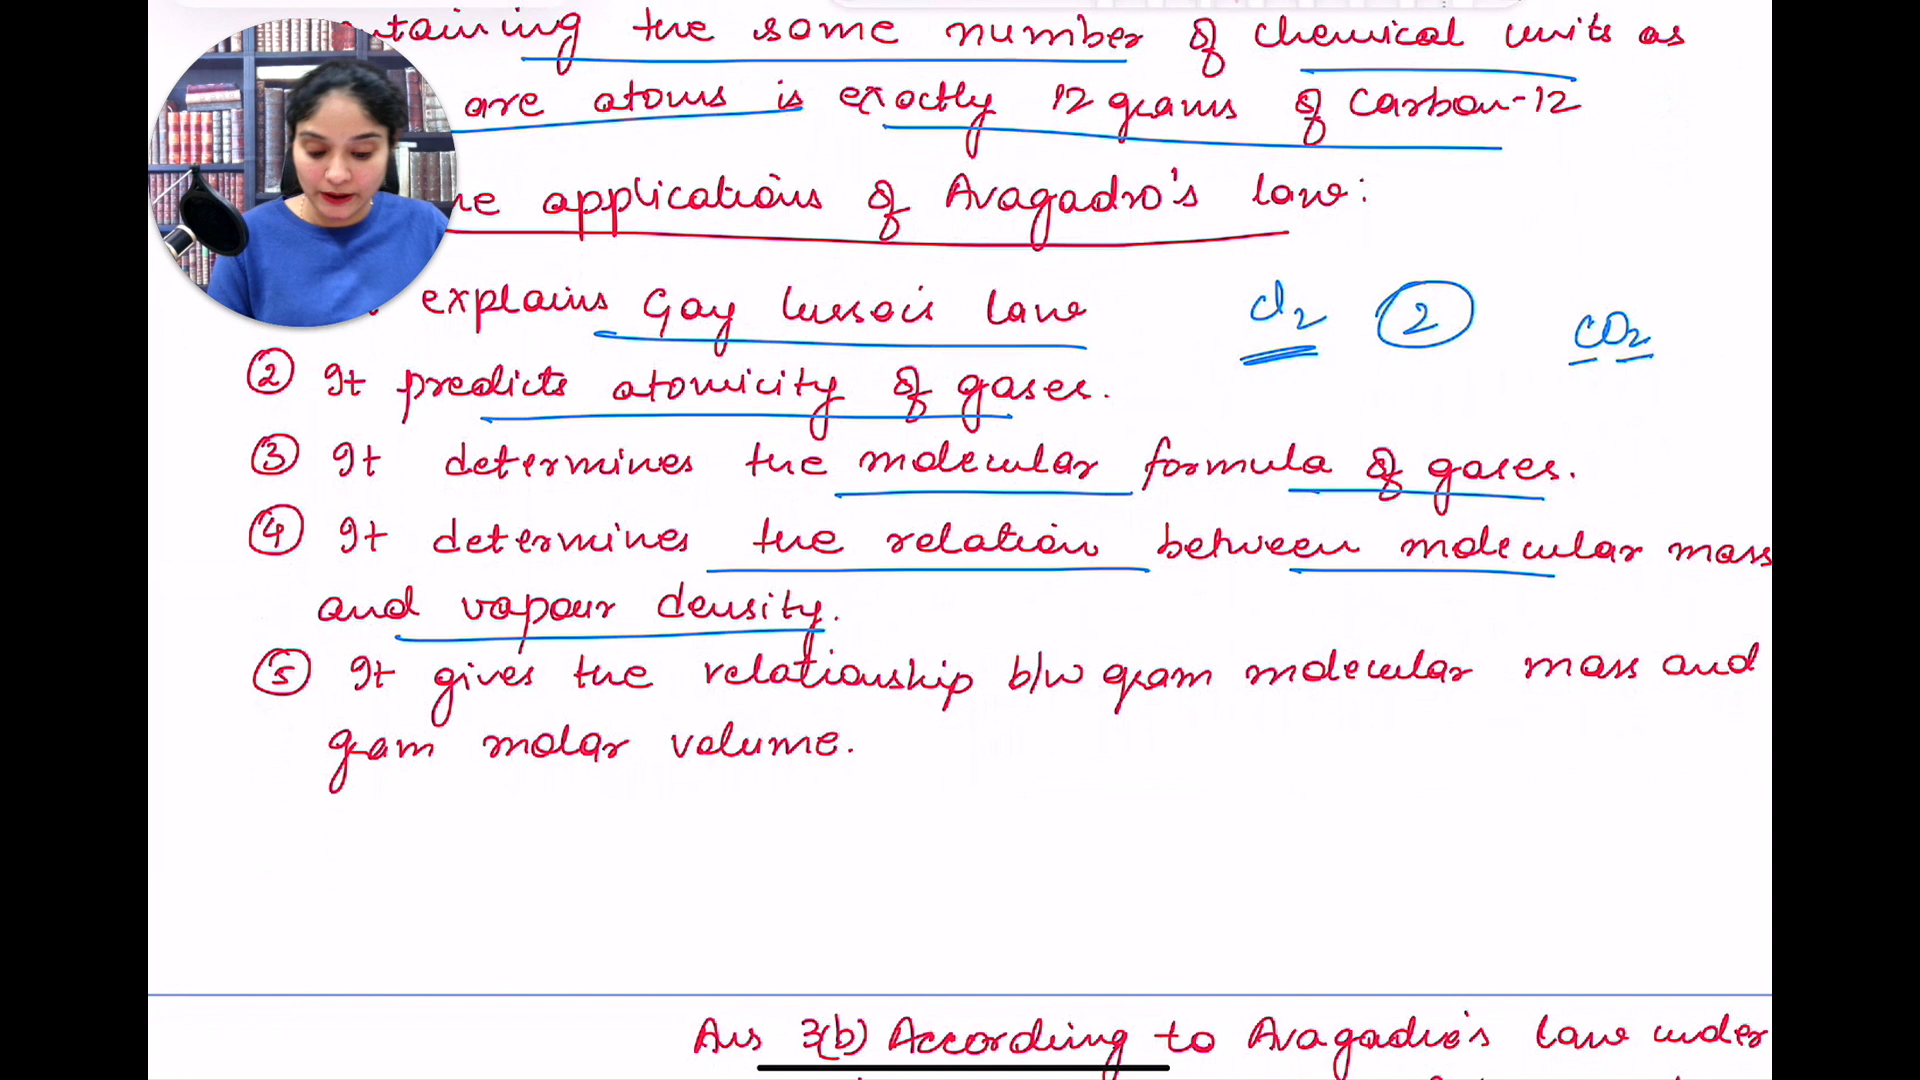 taining the same number of chemical units as
are atoms is exactly 12 grams of Carbon-12
applications of Avagadro's law:
explains Gay lussais law
Cl2 2 CO2
2 It predicts atomicity of gases.
3 It determines the molecular formula of gases.
4 It determines the relation between molecular mass
and vapour density.
5 It gives the relationship b/w gram molecular mass and
gram molar volume.
Ans 3(b) According to Avagadro's law under